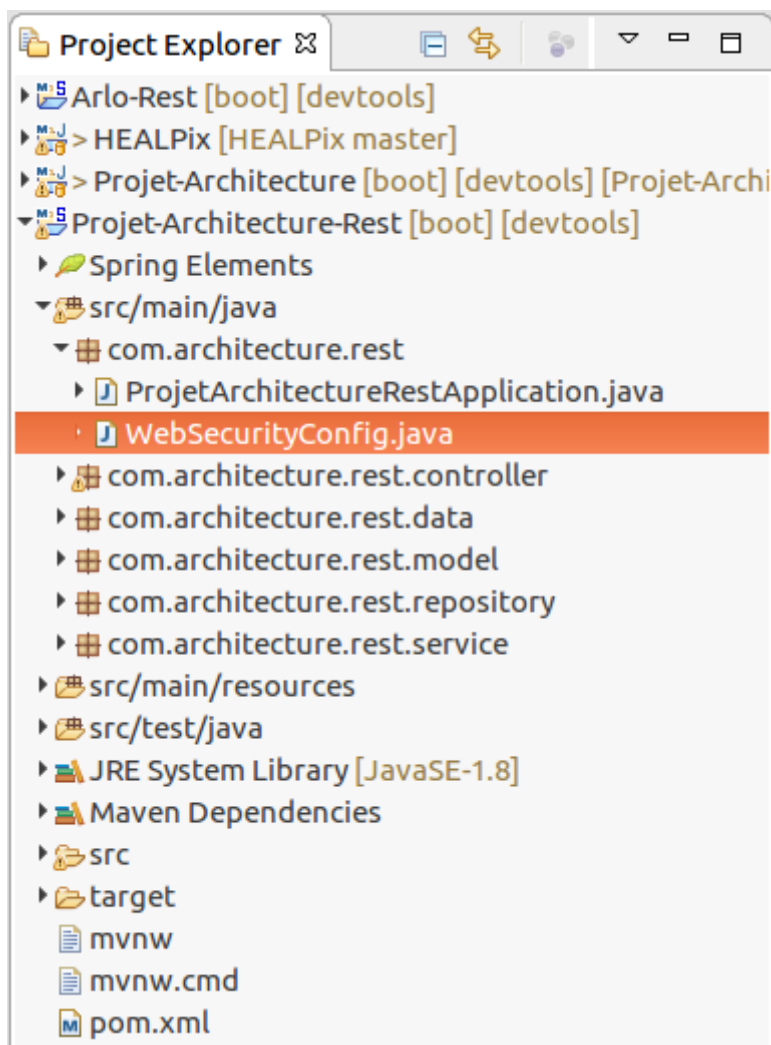 Project Explorer
Arlo-Rest [boot] [devtools]
> HEALPix [HEALPix master]
> Projet-Architecture [boot] [devtools] [Projet-Archi
Projet-Architecture-Rest [boot] [devtools]
Spring Elements
src/main/java
com.architecture.rest
ProjetArchitectureRestApplication.java
WebSecurityConfig.java
com.architecture.rest.controller
com.architecture.rest.data
com.architecture.rest.model
com.architecture.rest.repository
com.architecture.rest.service
src/main/resources
src/test/java
JRE System Library [JavaSE-1.8]
Maven Dependencies
src
target
mvnw
mvnw.cmd
pom.xml